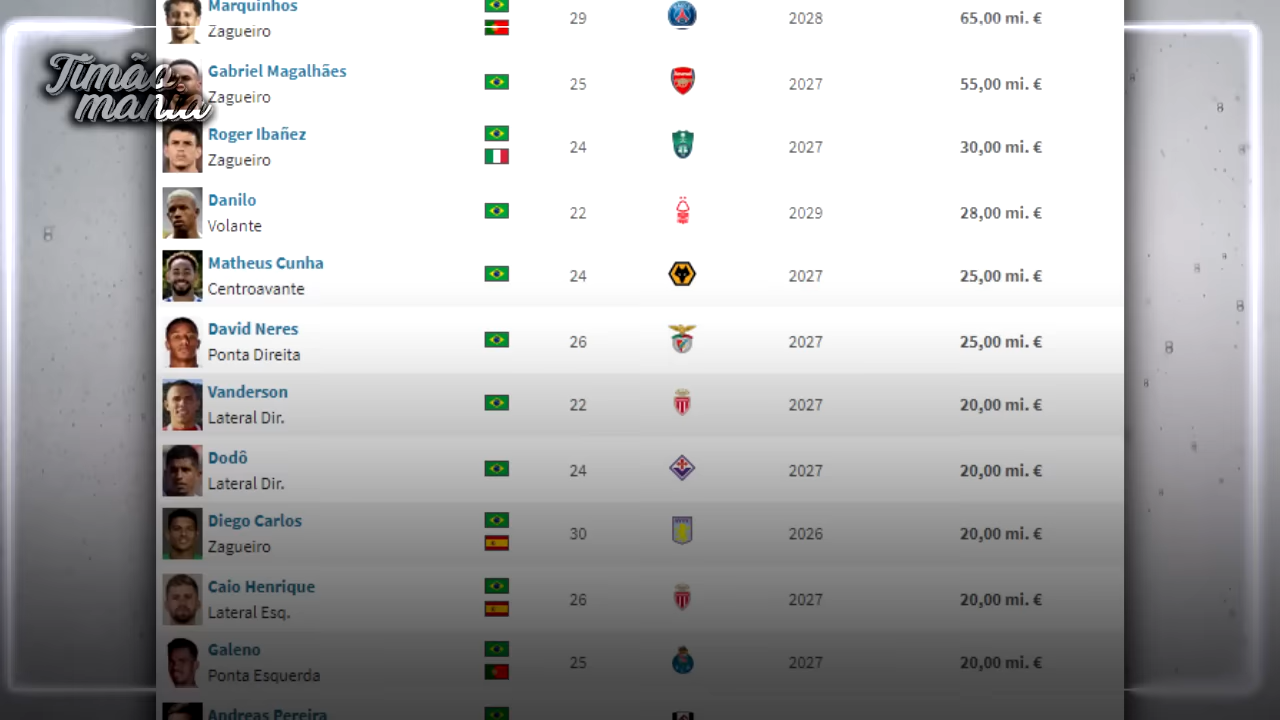 Marquinhos
Zagueiro
29
2028
65,00 mi. €
Timão
mania
Gabriel Magalhães
Zagueiro
25
Arsenal
2027
55,00 mi. €
Roger Ibañez
Zagueiro
24
2027
30,00 mi. €
Danilo
Volante
22
2029
28,00 mi. €
Matheus Cunha
Centroavante
24
2027
25,00 mi. €
David Neres
Ponta Direita
26
2027
25,00 mi. €
Vanderson
Lateral Dir.
22
2027
20,00 mi. €
Dodô
Lateral Dir.
24
2027
20,00 mi. €
Diego Carlos
Zagueiro
30
2026
20,00 mi. €
Caio Henrique
Lateral Esq.
26
2027
20,00 mi. €
Galeno
Ponta Esquerda
25
2027
20,00 mi. €
Andreas Pereira